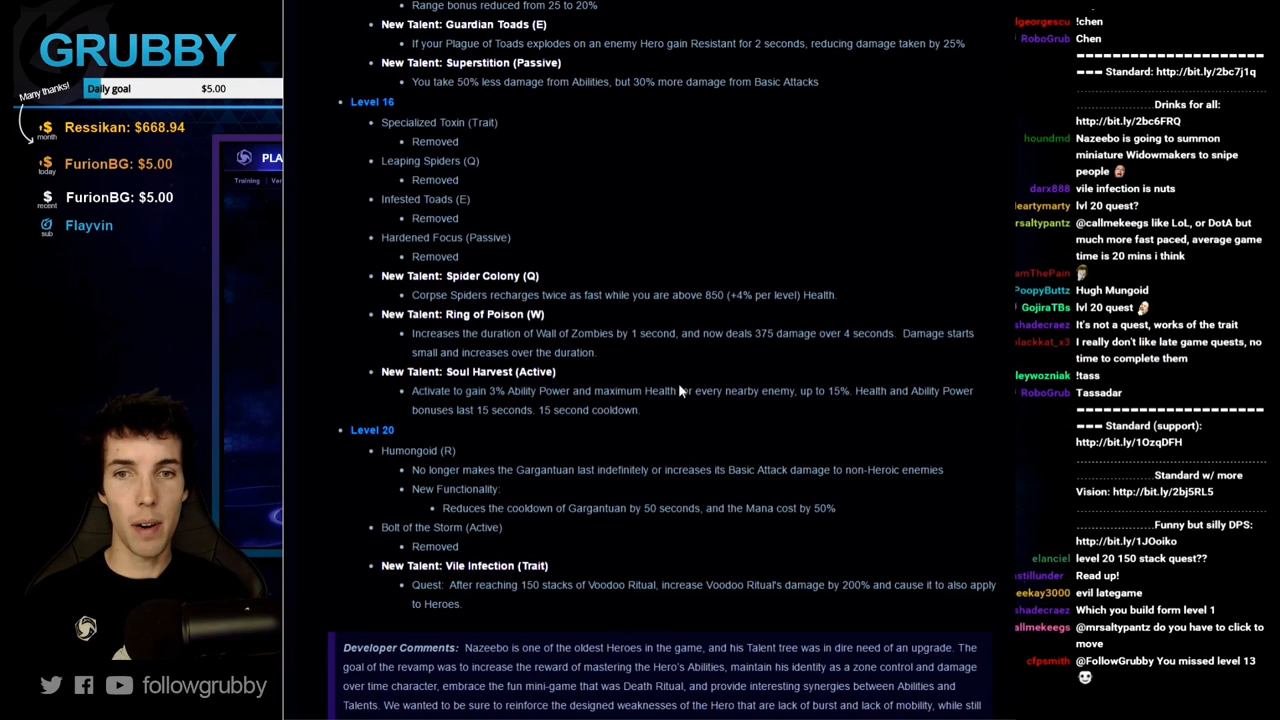 GRUBBY
Many thanks!
Daily goal
$5.00
$
month
Ressikan: $668.94
$
today
FurionBG: $5.00
$
recent
FurionBG: $5.00
sub
Flayvin
PLA
Training
followgrubby
Range bonus reduced from 25 to 20%
New Talent: Guardian Toads (E)
If your Plague of Toads explodes on an enemy Hero gain Resistant for 2 seconds, reducing damage taken by 25%
New Talent: Superstition (Passive)
You take 50% less damage from Abilities, but 30% more damage from Basic Attacks
Level 16
Specialized Toxin (Trait)
Removed
Leaping Spiders (Q)
Removed
Infested Toads (E)
Removed
Hardened Focus (Passive)
Removed
New Talent: Spider Colony (Q)
Corpse Spiders recharges twice as fast while you are above 850 (+4% per level) Health.
New Talent: Ring of Poison (W)
Increases the duration of Wall of Zombies by 1 second, and now deals 375 damage over 4 seconds. Damage starts
small and increases over the duration.
New Talent: Soul Harvest (Active)
Activate to gain 3% Ability Power and maximum Health for every nearby enemy, up to 15%. Health and Ability Power
bonuses last 15 seconds. 15 second cooldown.
Level 20
Humongoid (R)
No longer makes the Gargantuan last indefinitely or increases its Basic Attack damage to non-Heroic enemies
New Functionality:
Reduces the cooldown of Gargantuan by 50 seconds, and the Mana cost by 50%
Bolt of the Storm (Active)
Removed
New Talent: Vile Infection (Trait)
Quest: After reaching 150 stacks of Voodoo Ritual, increase Voodoo Ritual's damage by 200% and cause it to also apply
to Heroes.
Developer Comments: Nazeebo is one of the oldest Heroes in the game, and his Talent tree was in dire need of an upgrade. The
goal of the revamp was to increase the reward of mastering the Hero's Abilities, maintain his identity as a zone control and damage
over time character, embrace the fun mini-game that was Death Ritual, and provide interesting synergies between Abilities and
Talents. We wanted to be sure to reinforce the designed weaknesses of the Hero that are lack of burst and lack of mobility, while still
lgeorgescu !chen
RoboGrub Chen
Standard: http://bit.ly/2bc7j1q
Drinks for all:
http://bit.ly/2bc6FRQ
houndmd Nazeebo is going to summon
miniature Widowmakers to snipe
people
darx888 vile infection is nuts
leartymarty lvl 20 quest?
rsaltypantz @callmekeegs like LoL, or DotA but
much more fast paced, average game
time is 20 mins i think
amThePain
PoopyButtz Hugh Mungoid
GojiraTBs lvl 20 quest
shadecraez It's not a quest, works of the trait
lackkat_x3 I really don't like late game quests, no
time to complete them
leywozniak !tass
RoboGrub Tassadar
Standard (support):
http://bit.ly/1OzqDFH
Standard w/ more
Vision: http://bit.ly/2bj5RL5
Funny but silly DPS:
http://bit.ly/1JOoiko
elanciel level 20 150 stack quest??
stillunder Read up!
eekay3000 evil lategame
shadecraez Which you build form level 1
allmekeegs @mrsaltypantz do you have to click to
move
cfpsmith @FollowGrubby You missed level 13